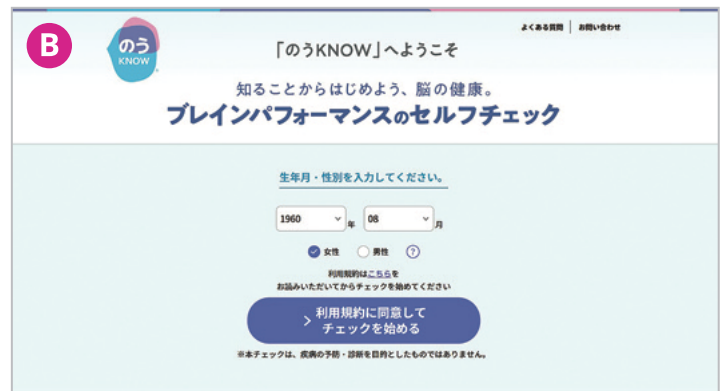 よくある質問 お問い合わせ
B
のう
KNOW
「のうKNOW」へようこそ
知ることからはじめよう、脳の健康。
ブレインパフォーマンスのセルフチェック
生年月・性別を入力してください。
1960 年 08 月
女性 男性 ?
利用規約はこちらを
お読みいただいてからチェックを始めてください
> 利用規約に同意して
チェックを始める
※本チェックは、疾病の予防・診断を目的としたものではありません。